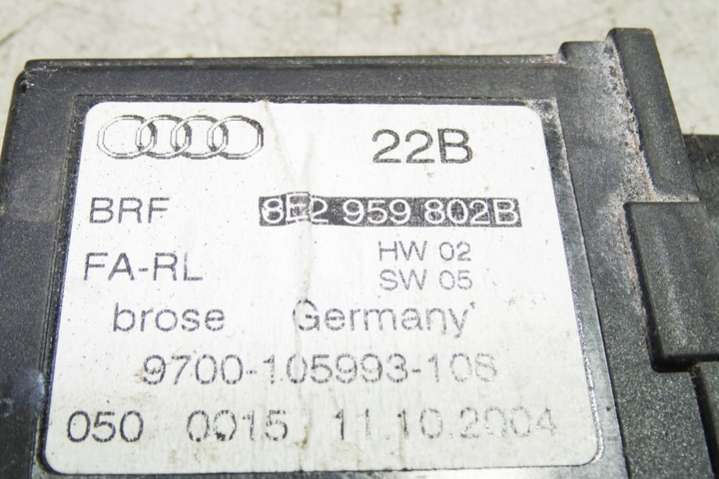 22B
BRF 8E2 959 802B
FA-RL HW 02
SW 05
brose Germany
9700-105993-108
050 0015 11.10.2004